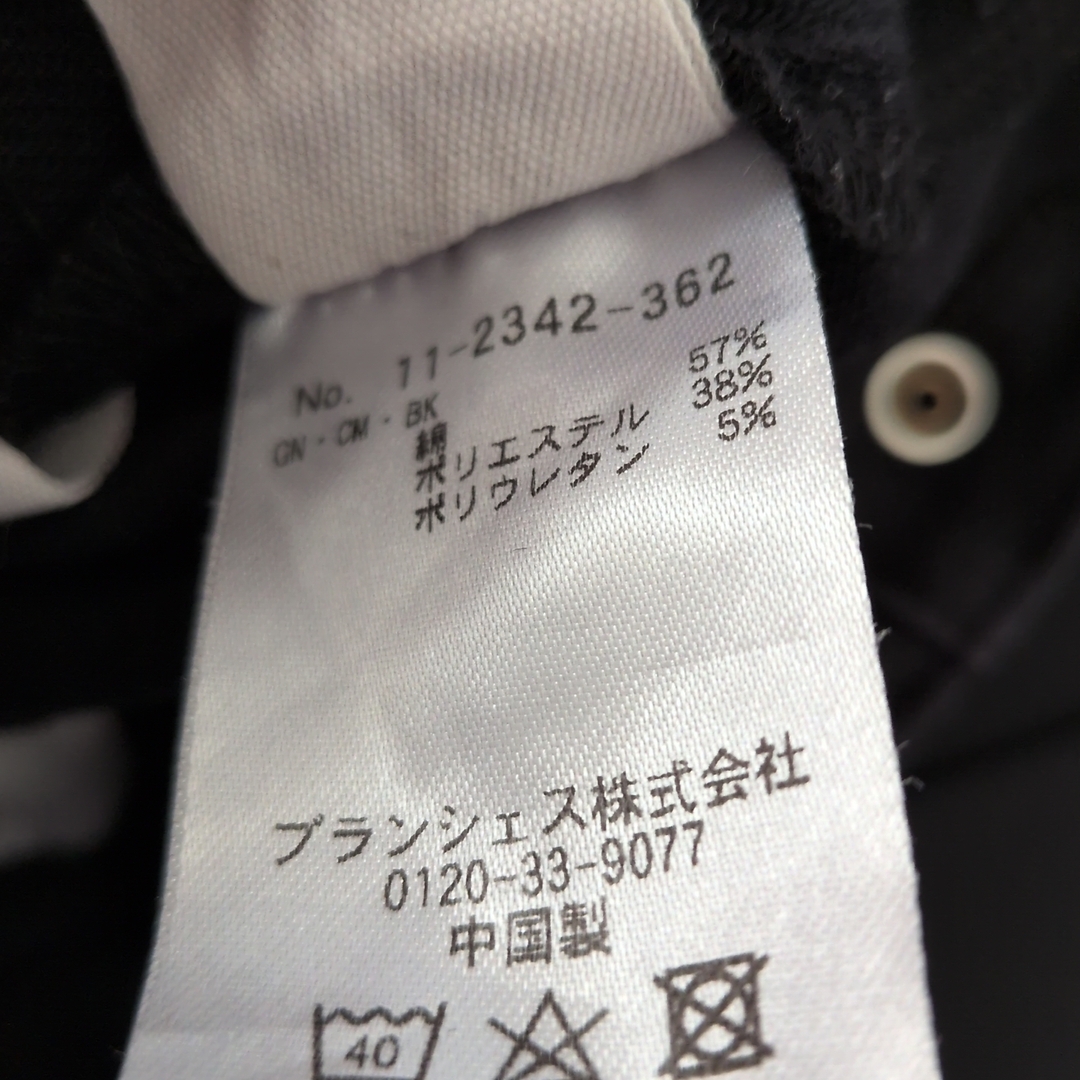 No. 11-2342-362
GN・CM・BK
綿 57%
ポリエステル 38%
ポリウレタン 5%
ブランシェス株式会社
0120-33-9077
中国製
40